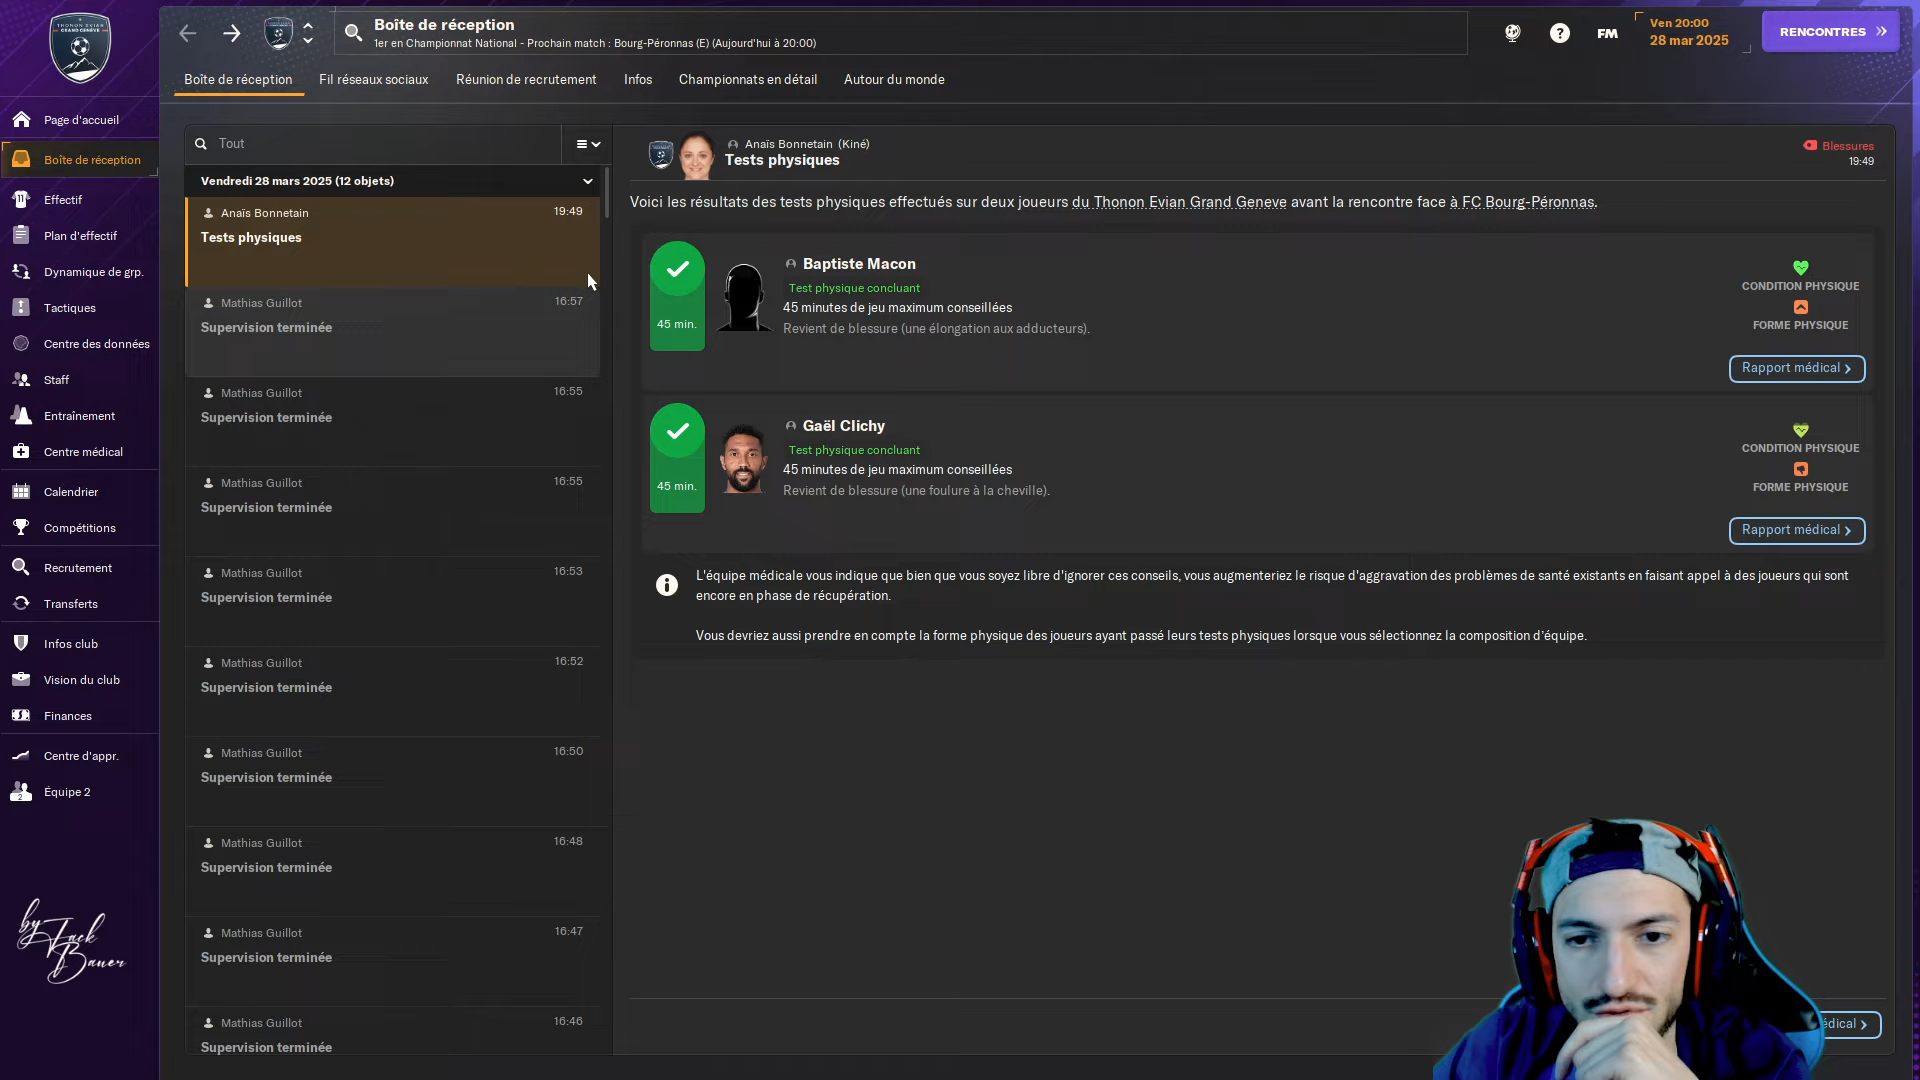 THONON EVIAN
GRAND GENÈVE
Boîte de réception
1er en Championnat National - Prochain match : Bourg-Péronnas (E) (Aujourd'hui à 20:00)
FM
Ven 20:00
28 mar 2025
RENCONTRES
Boîte de réception
Fil réseaux sociaux
Réunion de recrutement
Infos
Championnats en détail
Autour du monde
Page d'accueil
Boîte de réception
Effectif
Plan d'effectif
Dynamique de grp.
Tactiques
Centre des données
Staff
Entraînement
Centre médical
Calendrier
Compétitions
Recrutement
Transferts
Infos club
Vision du club
Finances
Centre d'appr.
Équipe 2
by Jack
Bauer
Tout
Vendredi 28 mars 2025 (12 objets)
Anaïs Bonnetain 19:49
Tests physiques
Mathias Guillot 16:57
Supervision terminée
Mathias Guillot 16:55
Supervision terminée
Mathias Guillot 16:55
Supervision terminée
Mathias Guillot 16:53
Supervision terminée
Mathias Guillot 16:52
Supervision terminée
Mathias Guillot 16:50
Supervision terminée
Mathias Guillot 16:48
Supervision terminée
Mathias Guillot 16:47
Supervision terminée
Mathias Guillot 16:46
Supervision terminée
Anaïs Bonnetain (Kiné)
Tests physiques
Blessures
19:49
Voici les résultats des tests physiques effectués sur deux joueurs du Thonon Evian Grand Geneve avant la rencontre face à FC Bourg-Péronnas.
45 min.
Baptiste Macon
Test physique concluant
45 minutes de jeu maximum conseillées
Revient de blessure (une élongation aux adducteurs).
CONDITION PHYSIQUE
FORME PHYSIQUE
Rapport médical
45 min.
Gaël Clichy
Test physique concluant
45 minutes de jeu maximum conseillées
Revient de blessure (une foulure à la cheville).
CONDITION PHYSIQUE
FORME PHYSIQUE
Rapport médical
L'équipe médicale vous indique que bien que vous soyez libre d'ignorer ces conseils, vous augmenteriez le risque d'aggravation des problèmes de santé existants en faisant appel à des joueurs qui sont
encore en phase de récupération.
Vous devriez aussi prendre en compte la forme physique des joueurs ayant passé leurs tests physiques lorsque vous sélectionnez la composition d'équipe.
édical